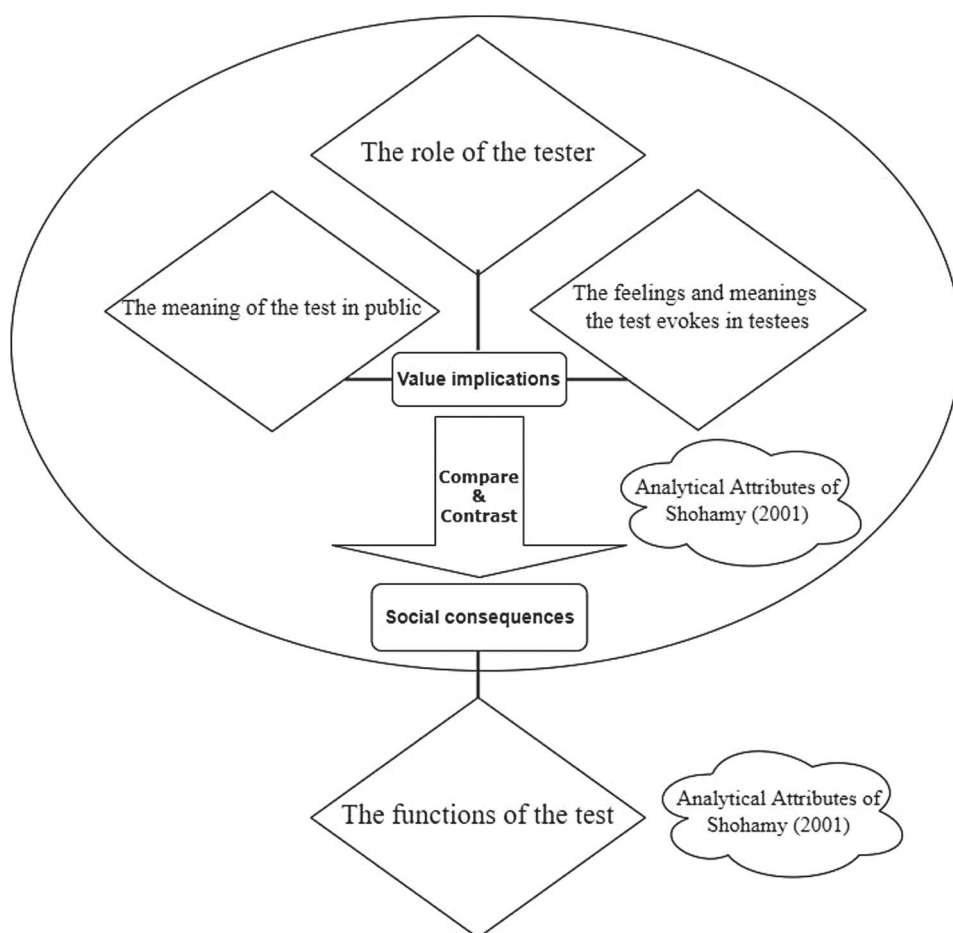 The role of the tester
The meaning of the test in public
The feelings and meanings
the test evokes in testees
Value implications
Compare
&
Contrast
Analytical Attributes of
Shohamy (2001)
Social consequences
The functions of the test
Analytical Attributes of
Shohamy (2001)